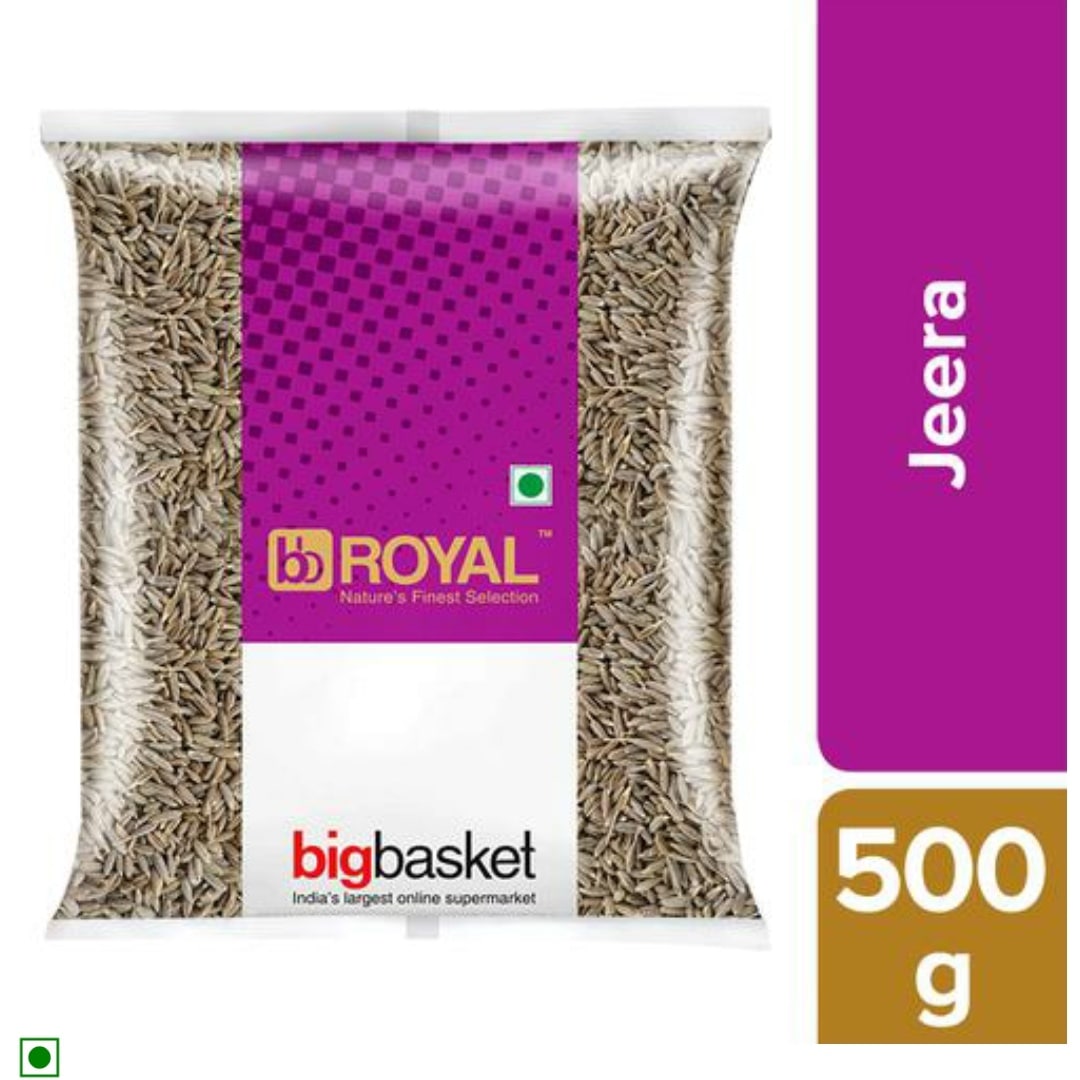 bb ROYAL™
Nature's Finest Selection
bigbasket
India's largest online supermarket
Jeera
500
g